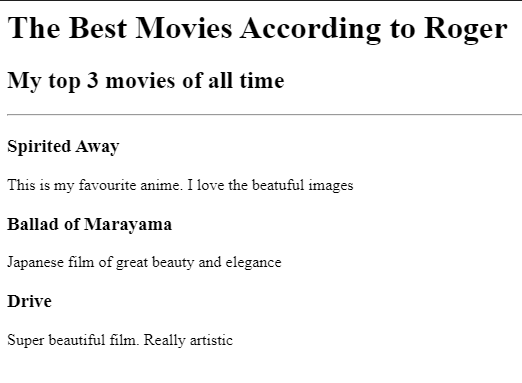 The Best Movies According to Roger
My top 3 movies of all time
Spirited Away
This is my favourite anime. I love the beatuful images
Ballad of Marayama
Japanese film of great beauty and elegance
Drive
Super beautiful film. Really artistic